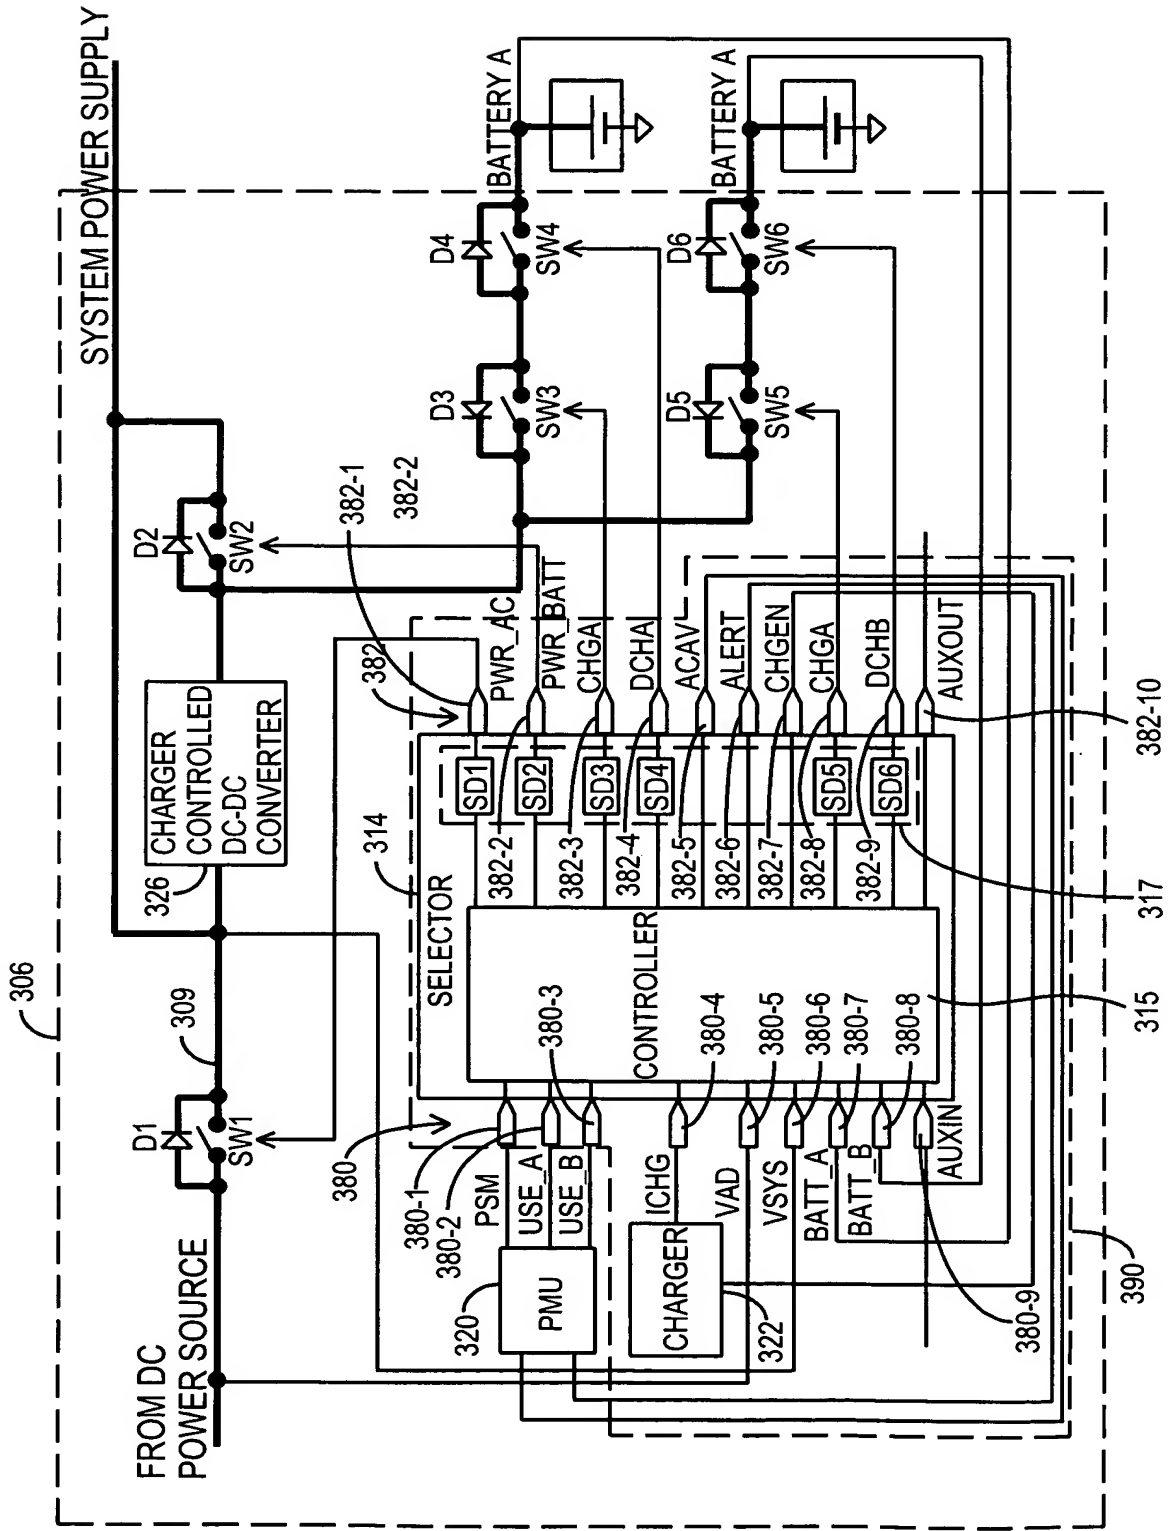 306
SYSTEM POWER SUPPLY
FROM DC
POWER SOURCE
D1
SW1
309
326
CHARGER
CONTROLLED
DC-DC
CONVERTER
D2
SW2
D3
SW3
D4
SW4
BATTERY A
D5
SW5
D6
SW6
BATTERY A
314
SELECTOR
CONTROLLER
315
317
SD1
SD2
SD3
SD4
SD5
SD6
382
382-1
382-2
382-2
382-3
382-4
382-5
382-6
382-7
382-8
382-9
382-10
PWR_AC
PWR_BATT
CHGA
DCHA
ACAV
ALERT
CHGEN
CHGA
DCHB
AUXOUT
380
380-1
380-2
380-3
380-4
380-5
380-6
380-7
380-8
380-9
PSM
USE_A
USE_B
ICHG
VAD
VSYS
BATT_A
BATT_B
AUXIN
320
PMU
CHARGER
322
390